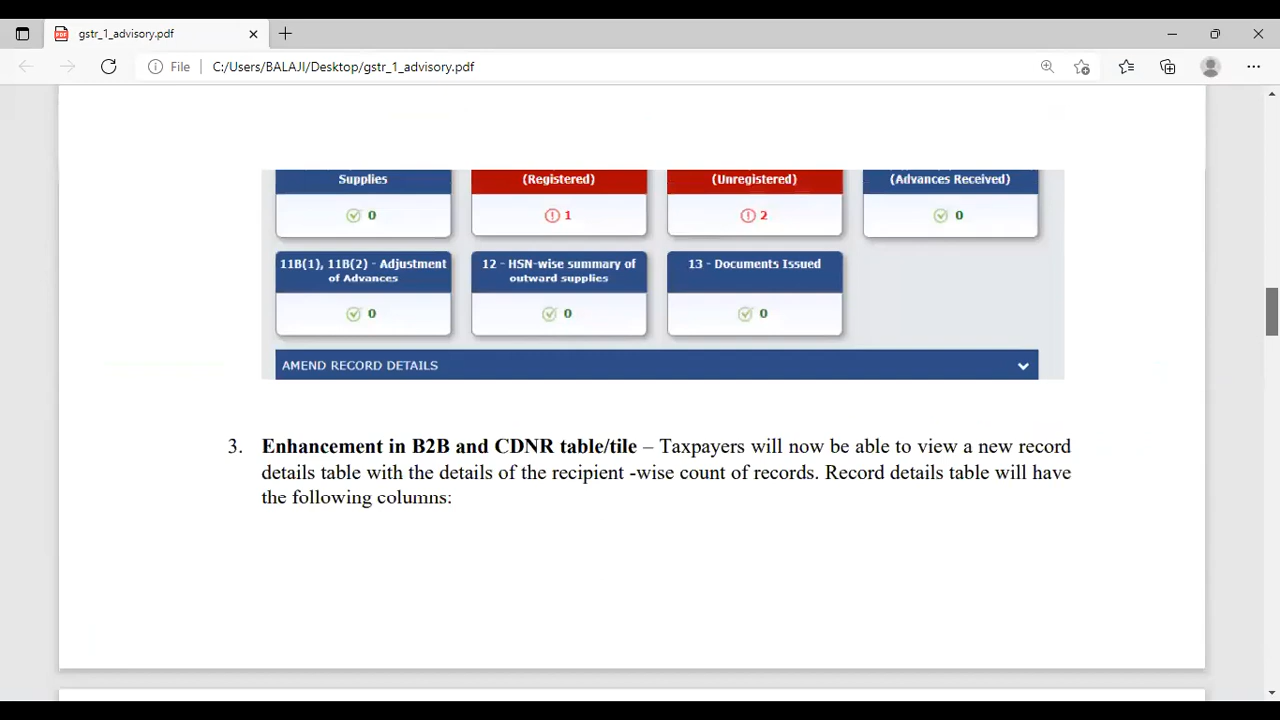 gstr_1_advisory.pdf
File
C:/Users/BALAJI/Desktop/gstr_1_advisory.pdf
Supplies
(Registered)
(Unregistered)
(Advances Received)
0
1
2
0
11B(1), 11B(2) - Adjustment
of Advances
12 - HSN-wise summary of
outward supplies
13 - Documents Issued
0
0
0
AMEND RECORD DETAILS
3. Enhancement in B2B and CDNR table/tile – Taxpayers will now be able to view a new record
details table with the details of the recipient -wise count of records. Record details table will have
the following columns: